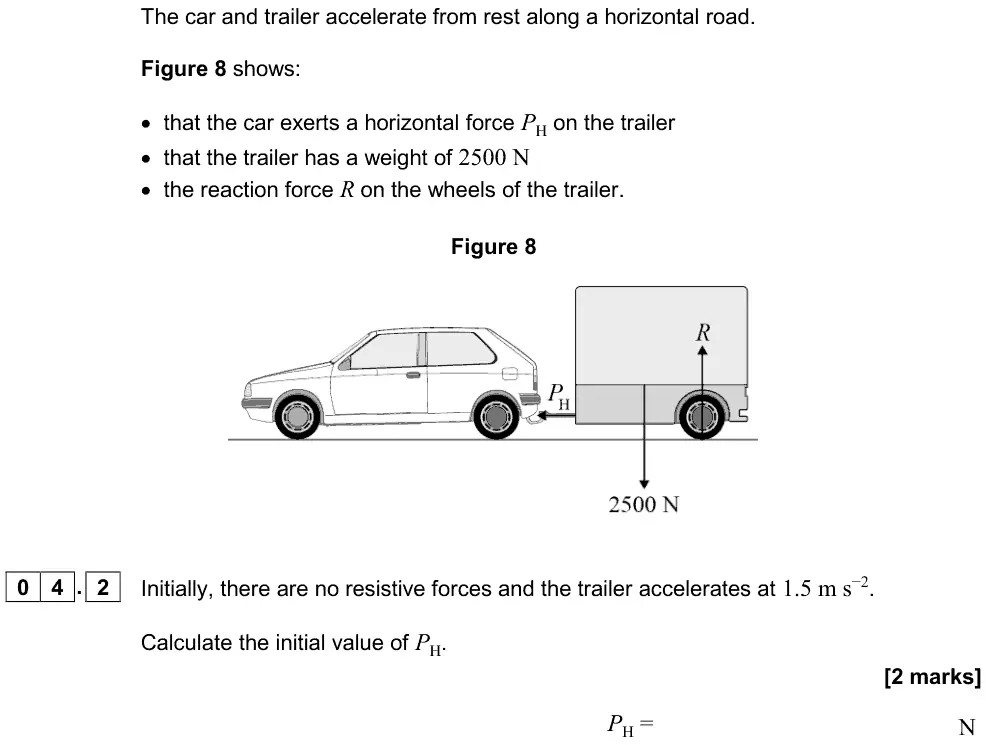 The car and trailer accelerate from rest along a horizontal road.
Figure 8 shows:
• that the car exerts a horizontal force P_H on the trailer
• that the trailer has a weight of 2500 N
• the reaction force R on the wheels of the trailer.
Figure 8
R
P_H
2500 N
0 4 . 2 Initially, there are no resistive forces and the trailer accelerates at 1.5 m s⁻².
Calculate the initial value of P_H.
[2 marks]
P_H = N